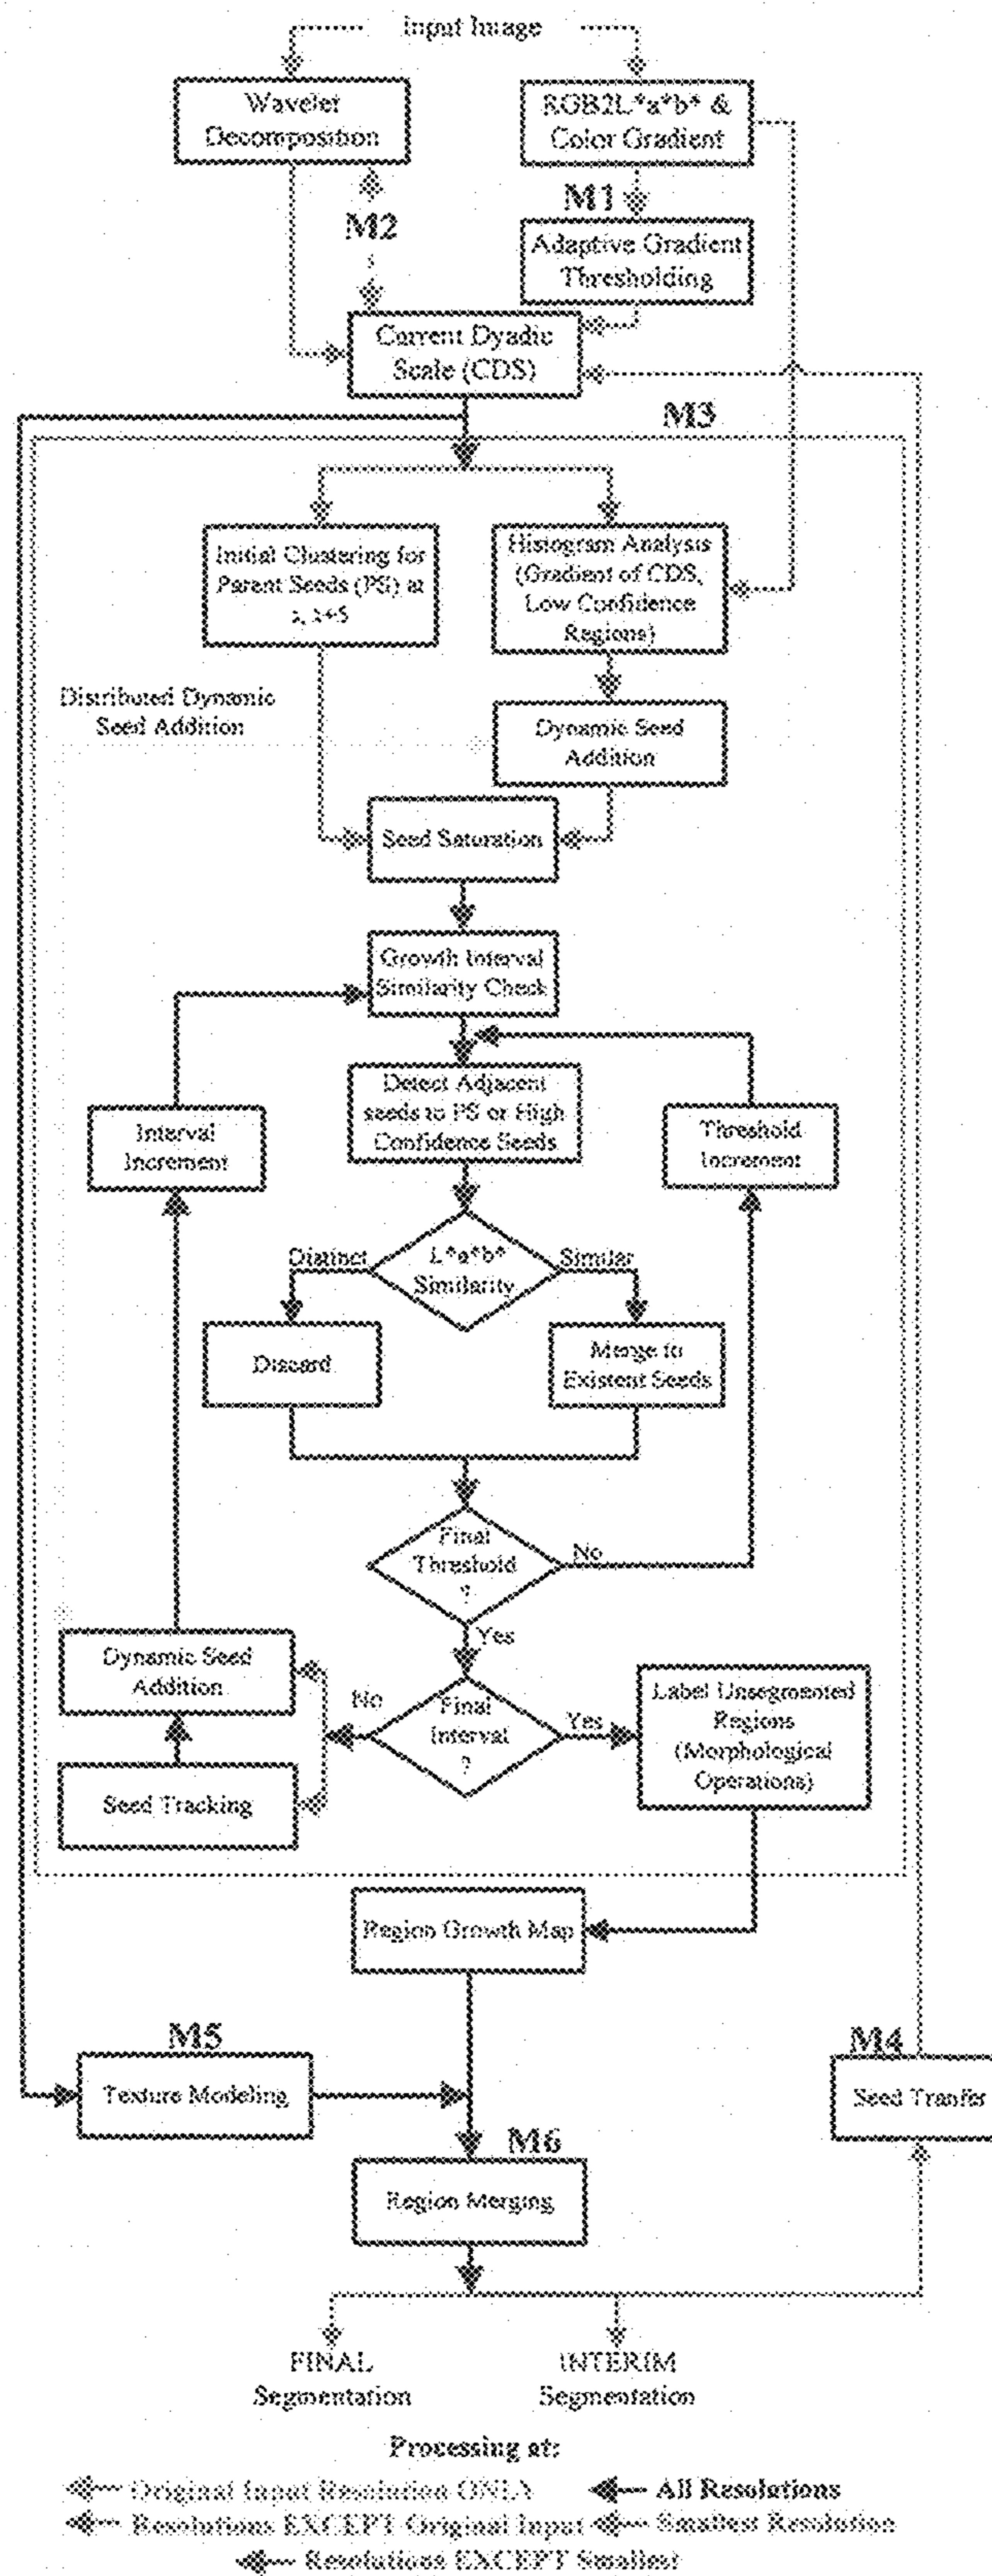 Input Image
Wavelet
Decomposition
RGB2L*a*b* &
Color Gradient
M1
M2
Adaptive Gradient
Thresholding
Current Dyadic
Scale (CDS)
M3
Initial Clustering for
Parent Seeds (PS) at
Histogram Analysis
(Gradient of CDS,
Low Confidence
Regions)
Distributed Dynamic
Seed Addition
Dynamic Seed
Addition
Seed Saturation
Growth Interval
Similarity Check
Detect Adjacent
seeds to PS or High
Confidence Seeds
Interval
Increment
Threshold
Increment
Distinct
L*a*b*
Similarity
Similar
Discard
Merge to
Existent Seeds
Final
Threshold
?
No
Yes
Dynamic Seed
Addition
No
Final
Interval
?
Yes
Label Unsegmented
Regions
(Morphological
Operations)
Seed Tracking
Region Growth Map
M5
Texture Modeling
M4
Seed Tranfer
M6
Region Merging
FINAL
Segmentation
INTERIM
Segmentation
Processing at:
Original Input Resolution ONLY
All Resolutions
Resolutions EXCEPT Original Input
Smallest Resolution
Resolutions EXCEPT Smallest